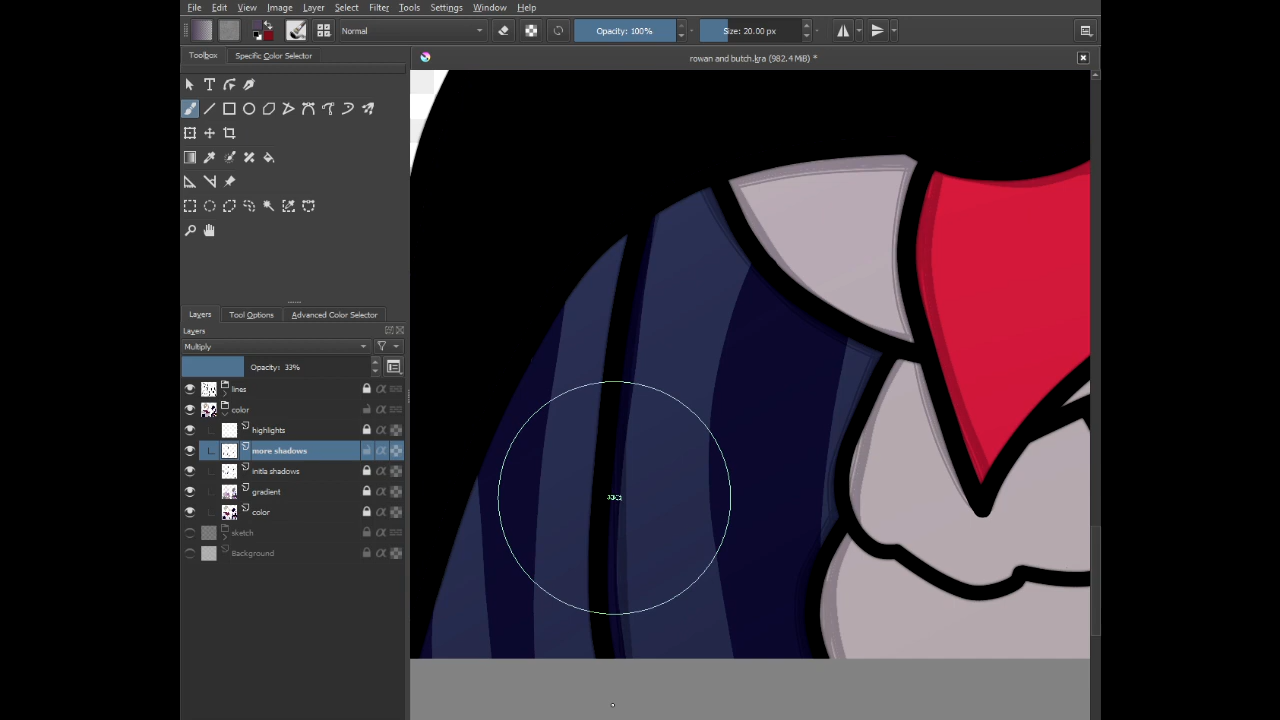 File Edit View Image Layer Select Filter Tools Settings Window Help
Normal Opacity: 100% Size: 20.00 px
Toolbox Specific Color Selector
rowan and butch.kra (982.4 MiB) *
Layers Tool Options Advanced Color Selector
Layers
Multiply
Opacity: 33%
lines
color
highlights
more shadows
initla shadows
gradient
color
sketch
Background